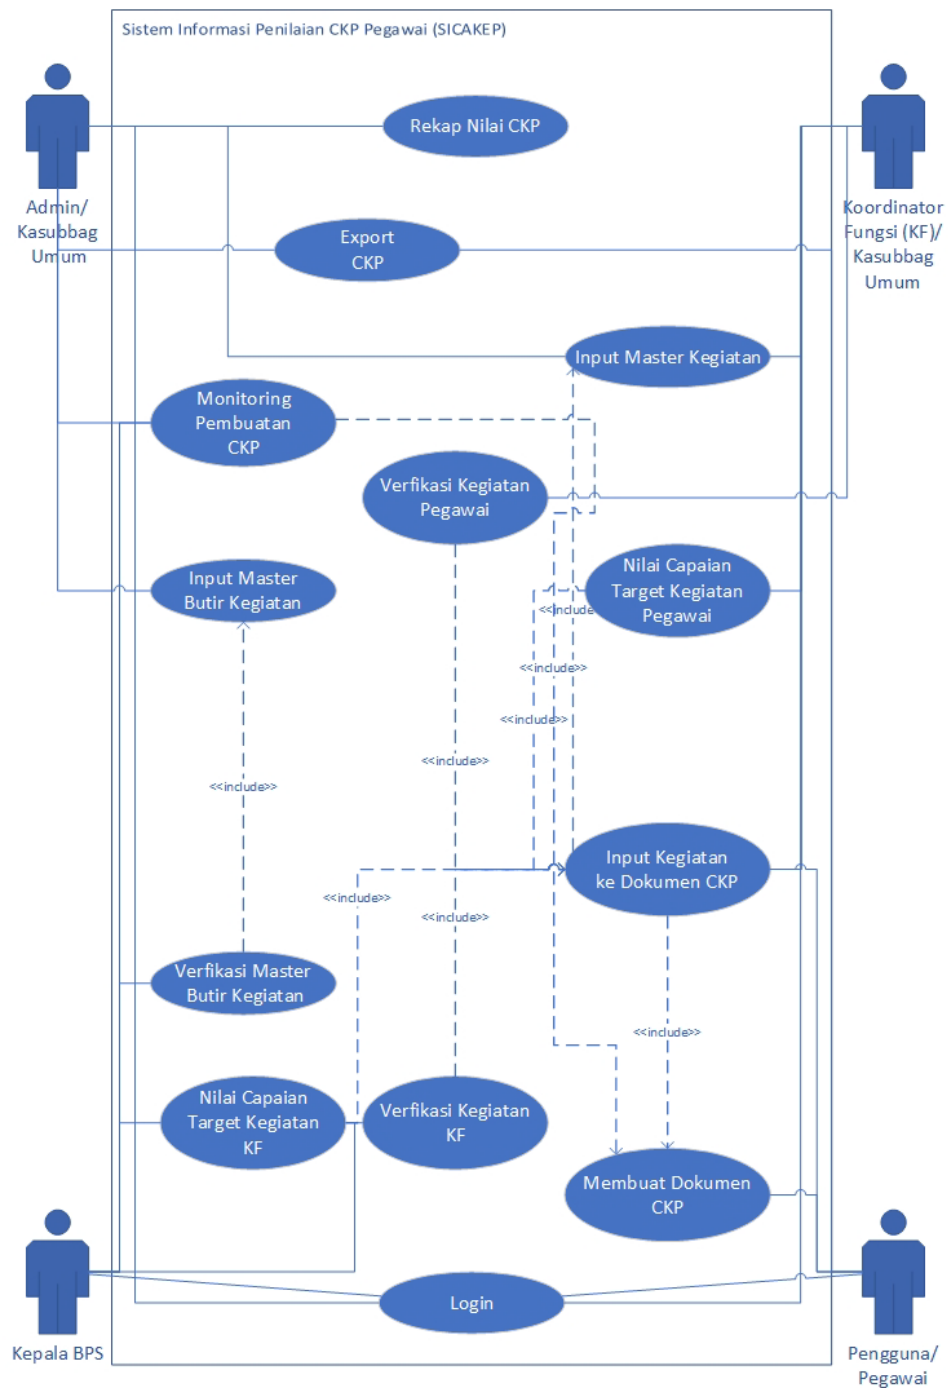 Sistem Informasi Penilaian CKP Pegawai (SICAKEP)
Rekap Nilai CKP
Admin/
Kasubbag
Umum
Koordinator
Fungsi (KF)/
Kasubbag
Umum
Export
CKP
Input Master Kegiatan
Monitoring
Pembuatan
CKP
Verfikasi Kegiatan
Pegawai
Input Master
Butir Kegiatan
Nilai Capaian
Target Kegiatan
Pegawai
<<include
<<include>>
<<include>>
<<include>>
<<include>>
Input Kegiatan
ke Dokumen CKP
<<include>>
<<include>>
Verfikasi Master
Butir Kegiatan
<<include>>
Nilai Capaian
Target Kegiatan
KF
Verfikasi Kegiatan
KF
Membuat Dokumen
CKP
Login
Kepala BPS
Pengguna/
Pegawai